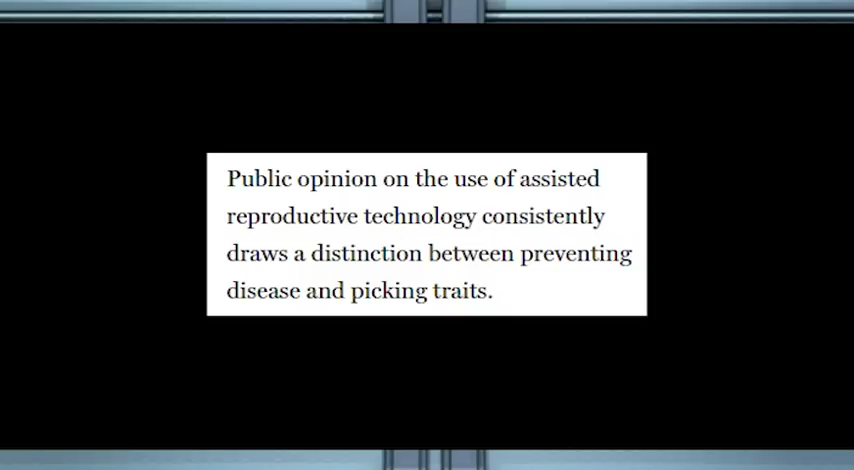 Public opinion on the use of assisted
reproductive technology consistently
draws a distinction between preventing
disease and picking traits.